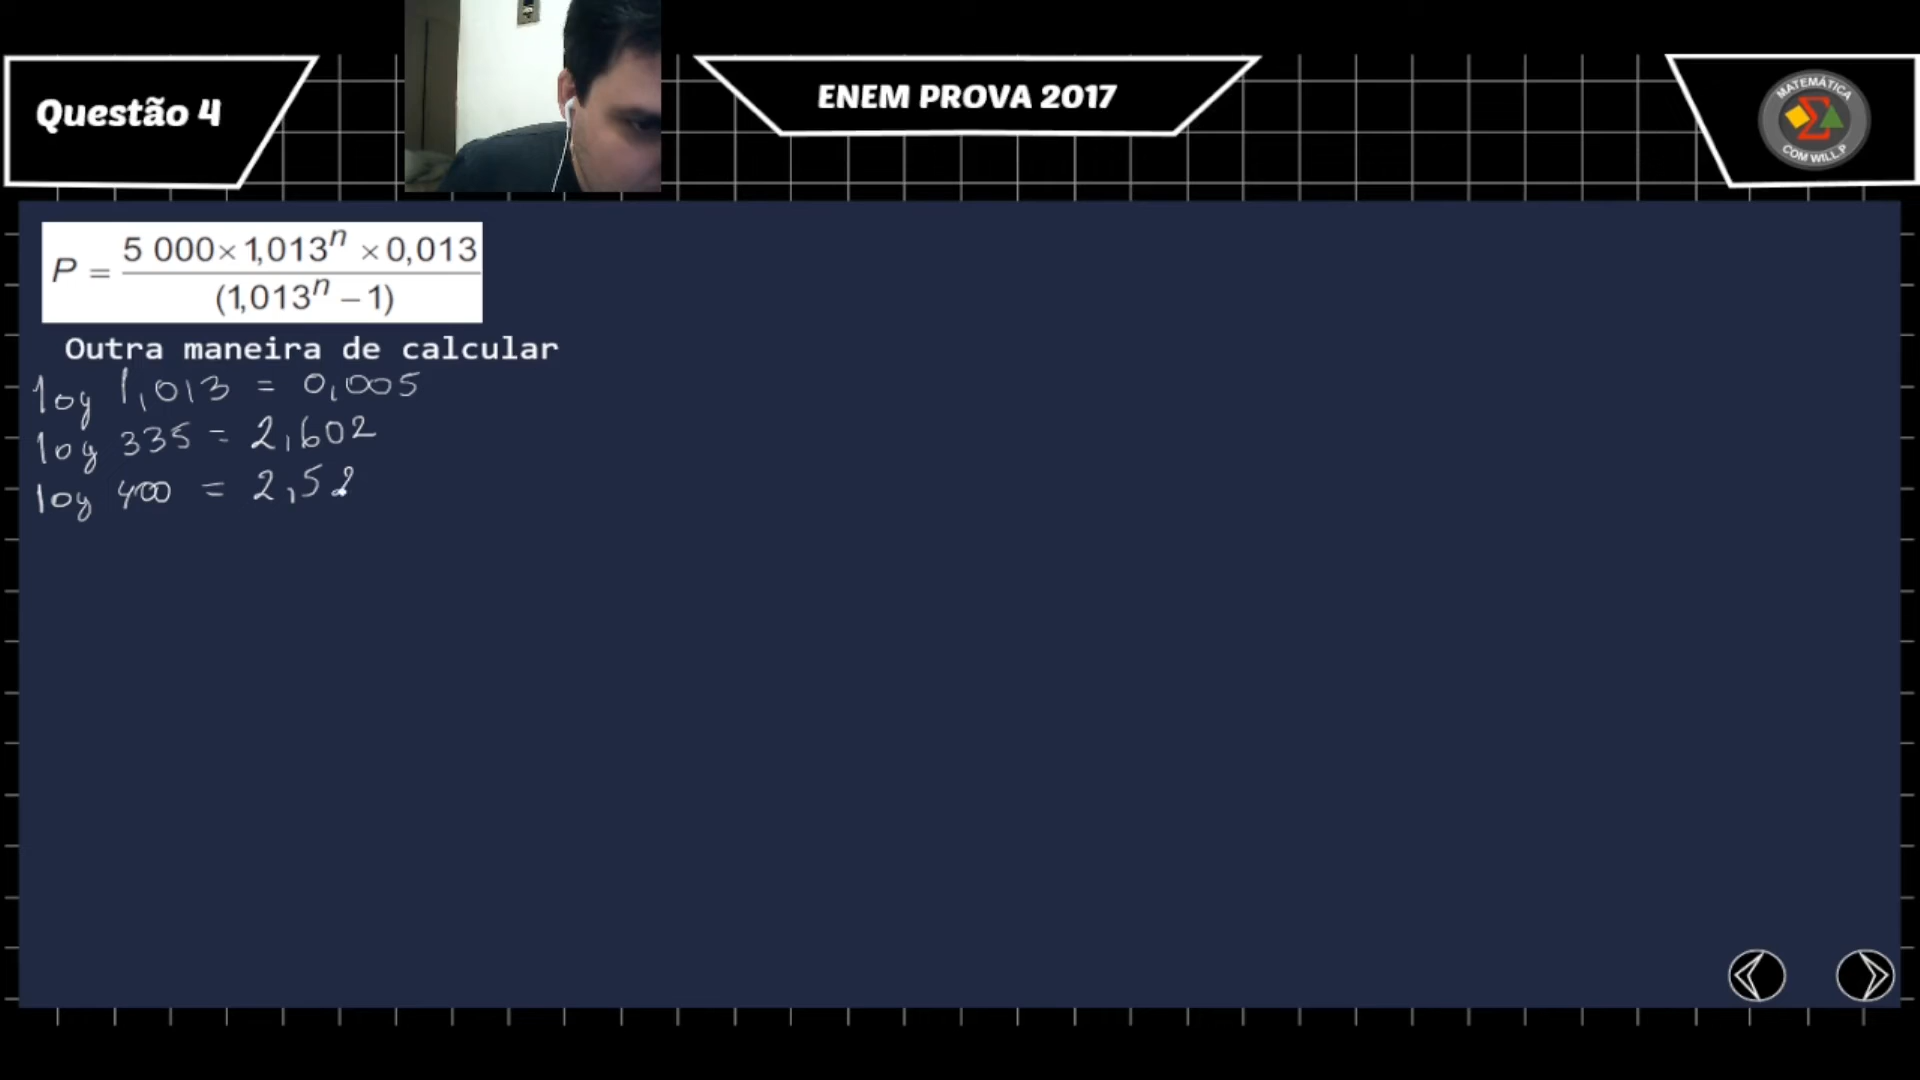 Questão 4
ENEM PROVA 2017
MATEMÁTICA
COM WILL.P
P = 5 000×1,013ⁿ ×0,013
(1,013ⁿ – 1)
Outra maneira de calcular
log 1,013 = 0,005
log 335 = 2,602
log 400 = 2,52